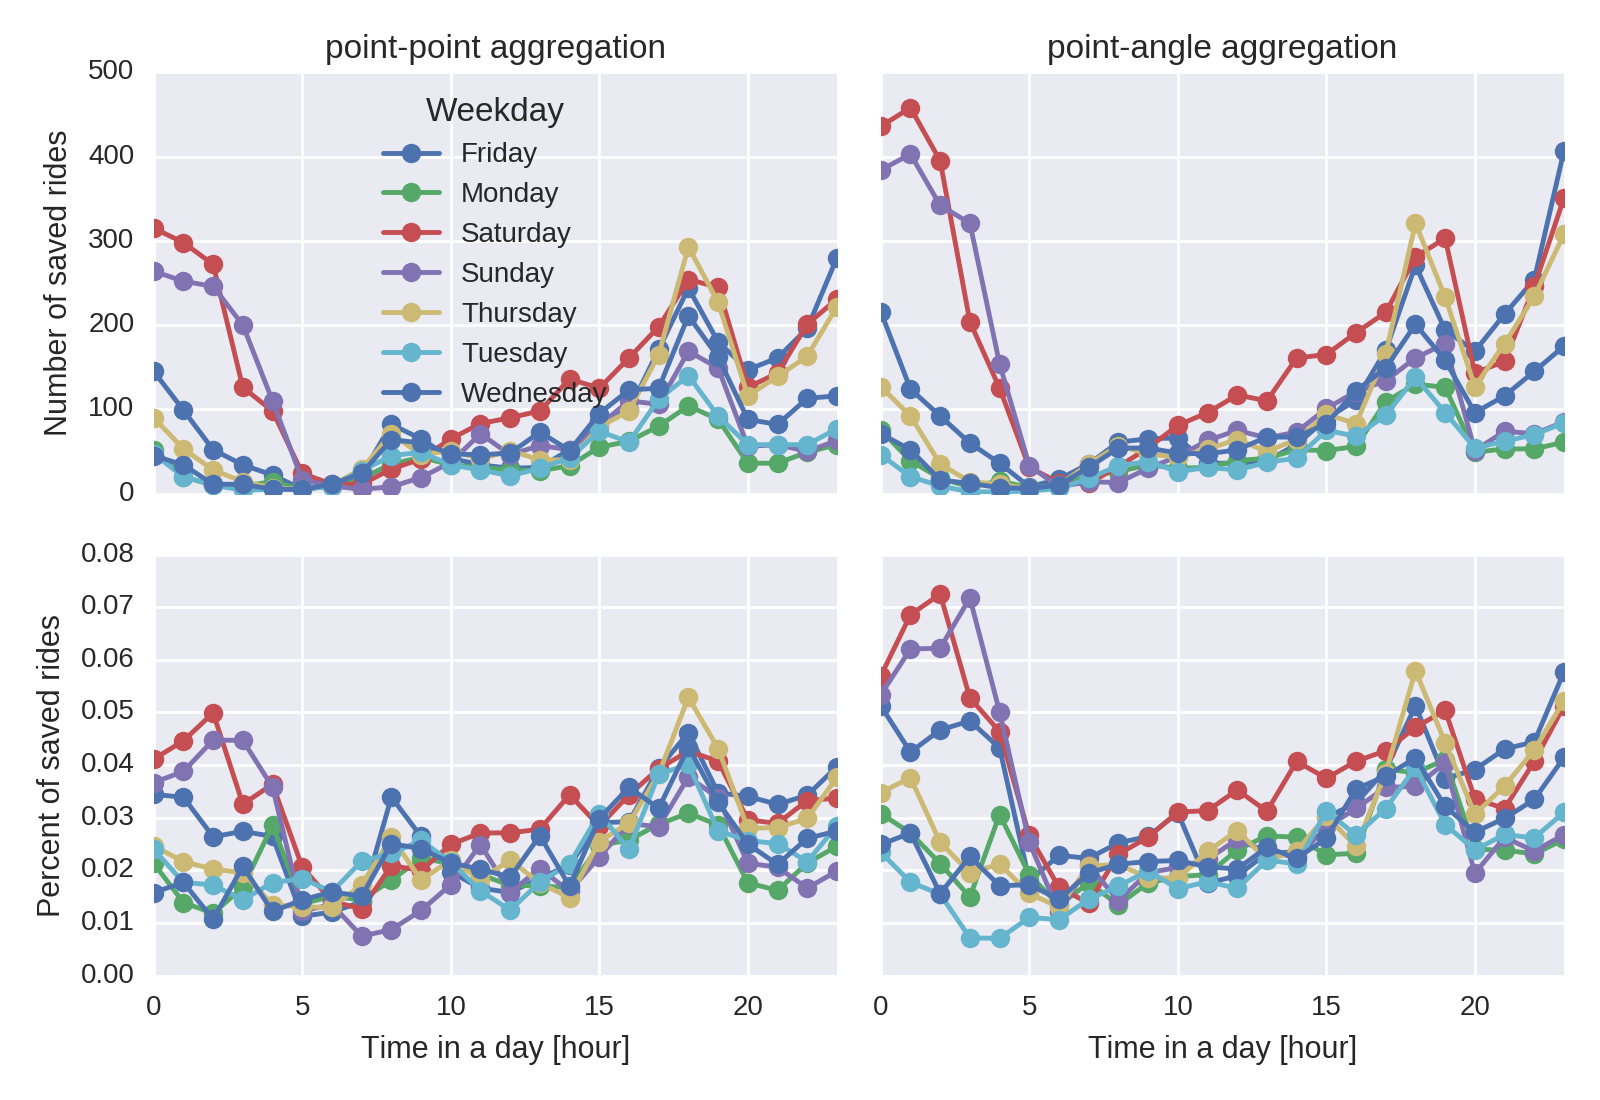 point-point aggregation
point-angle aggregation
Number of saved rides
500
400
300
200
100
0
Weekday
Friday
Monday
Saturday
Sunday
Thursday
Tuesday
Wednesday
Percent of saved rides
0.08
0.07
0.06
0.05
0.04
0.03
0.02
0.01
0.00
0 5 10 15 20
0 5 10 15 20
Time in a day [hour]
Time in a day [hour]